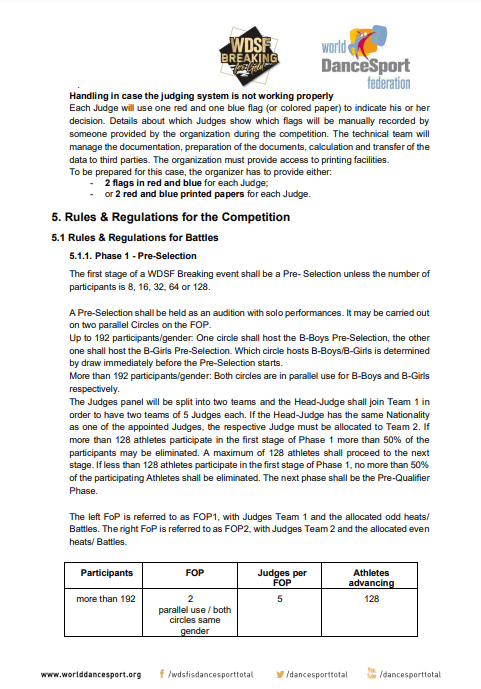 WDSF
BREAKING
for Gold
world
DanceSport
federation
.
Handling in case the judging system is not working properly
Each Judge will use one red and one blue flag (or colored paper) to indicate his or her
decision. Details about which Judges show which flags will be manually recorded by
someone provided by the organization during the competition. The technical team will
manage the documentation, preparation of the documents, calculation and transfer of the
data to third parties. The organization must provide access to printing facilities.
To be prepared for this case, the organizer has to provide either:
- 2 flags in red and blue for each Judge;
- or 2 red and blue printed papers for each Judge.
5. Rules & Regulations for the Competition
5.1 Rules & Regulations for Battles
5.1.1. Phase 1 - Pre-Selection
The first stage of a WDSF Breaking event shall be a Pre- Selection unless the number of
participants is 8, 16, 32, 64 or 128.
A Pre-Selection shall be held as an audition with solo performances. It may be carried out
on two parallel Circles on the FOP.
Up to 192 participants/gender: One circle shall host the B-Boys Pre-Selection, the other
one shall host the B-Girls Pre-Selection. Which circle hosts B-Boys/B-Girls is determined
by draw immediately before the Pre-Selection starts.
More than 192 participants/gender: Both circles are in parallel use for B-Boys and B-Girls
respectively.
The Judges panel will be split into two teams and the Head-Judge shall join Team 1 in
order to have two teams of 5 Judges each. If the Head-Judge has the same Nationality
as one of the appointed Judges, the respective Judge must be allocated to Team 2. If
more than 128 athletes participate in the first stage of Phase 1 more than 50% of the
participants may be eliminated. A maximum of 128 athletes shall proceed to the next
stage. If less than 128 athletes participate in the first stage of Phase 1, no more than 50%
of the participating Athletes shall be eliminated. The next phase shall be the Pre-Qualifier
Phase.
The left FoP is referred to as FOP1, with Judges Team 1 and the allocated odd heats/
Battles. The right FoP is referred to as FOP2, with Judges Team 2 and the allocated even
heats/ Battles.
Participants FOP Judges per FOP Athletes advancing
more than 192 2 5 128
parallel use / both
circles same
gender
www.worlddancesport.org /wdsfisdancesporttotal /dancesporttotal You Tube /dancesporttotal